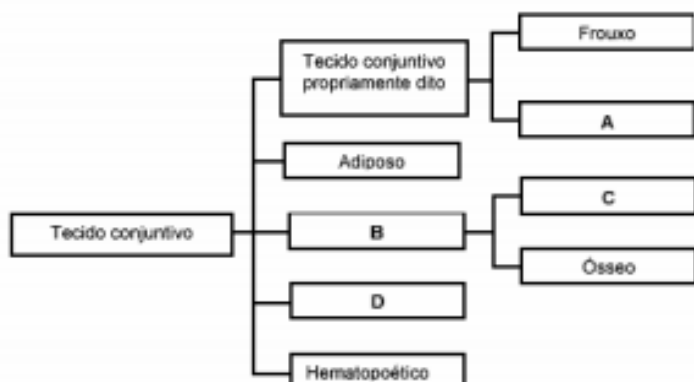 Frouxo
Tecido conjuntivo
propriamente dito
A
Adiposo
C
Tecido conjuntivo
B
Ósseo
D
Hematopoético